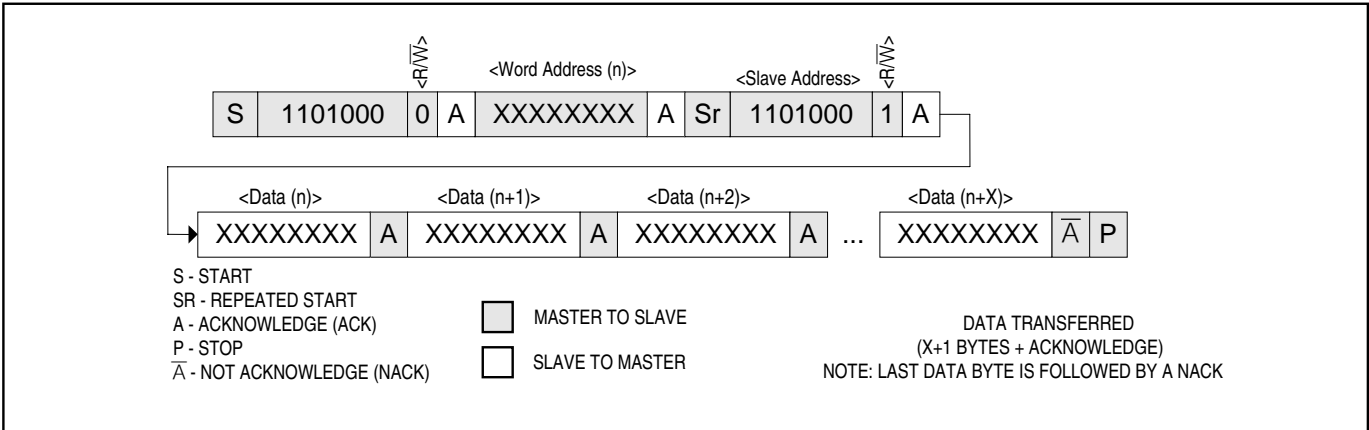 <R/W̅> <Word Address (n)> <Slave Address> <R/W̅>
S 1101000 0 A XXXXXXXX A Sr 1101000 1 A
<Data (n)> <Data (n+1)> <Data (n+2)> <Data (n+X)>
XXXXXXXX A XXXXXXXX A XXXXXXXX A ... XXXXXXXX A̅ P
S - START
SR - REPEATED START
A - ACKNOWLEDGE (ACK)
P - STOP
A̅ - NOT ACKNOWLEDGE (NACK)
MASTER TO SLAVE
SLAVE TO MASTER
DATA TRANSFERRED
(X+1 BYTES + ACKNOWLEDGE)
NOTE: LAST DATA BYTE IS FOLLOWED BY A NACK